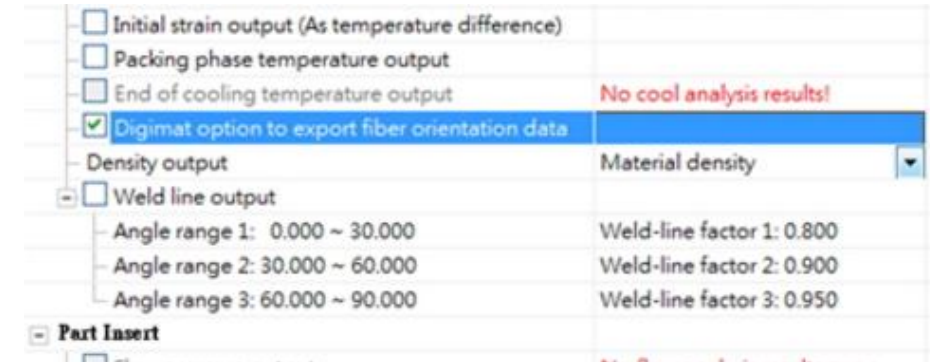 Initial strain output (As temperature difference)
Packing phase temperature output
End of cooling temperature output No cool analysis results!
Digimat option to export fiber orientation data
Density output Material density
Weld line output
Angle range 1: 0.000 ~ 30.000 Weld-line factor 1: 0.800
Angle range 2: 30.000 ~ 60.000 Weld-line factor 2: 0.900
Angle range 3: 60.000 ~ 90.000 Weld-line factor 3: 0.950
Part Insert